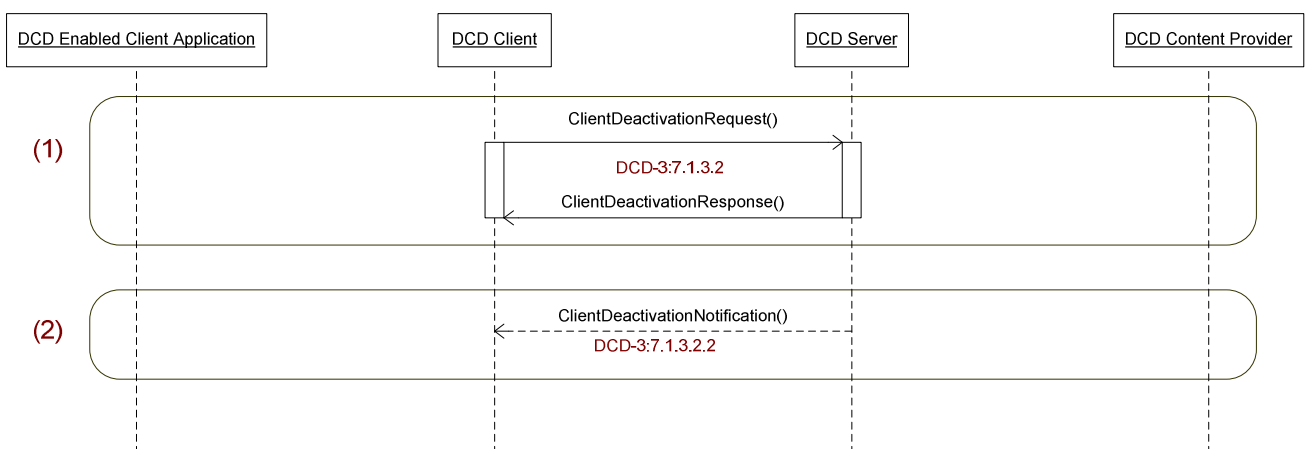 DCD Enabled Client Application
DCD Client
DCD Server
DCD Content Provider
(1)
ClientDeactivationRequest()
DCD-3:7.1.3.2
ClientDeactivationResponse()
(2)
ClientDeactivationNotification()
DCD-3:7.1.3.2.2